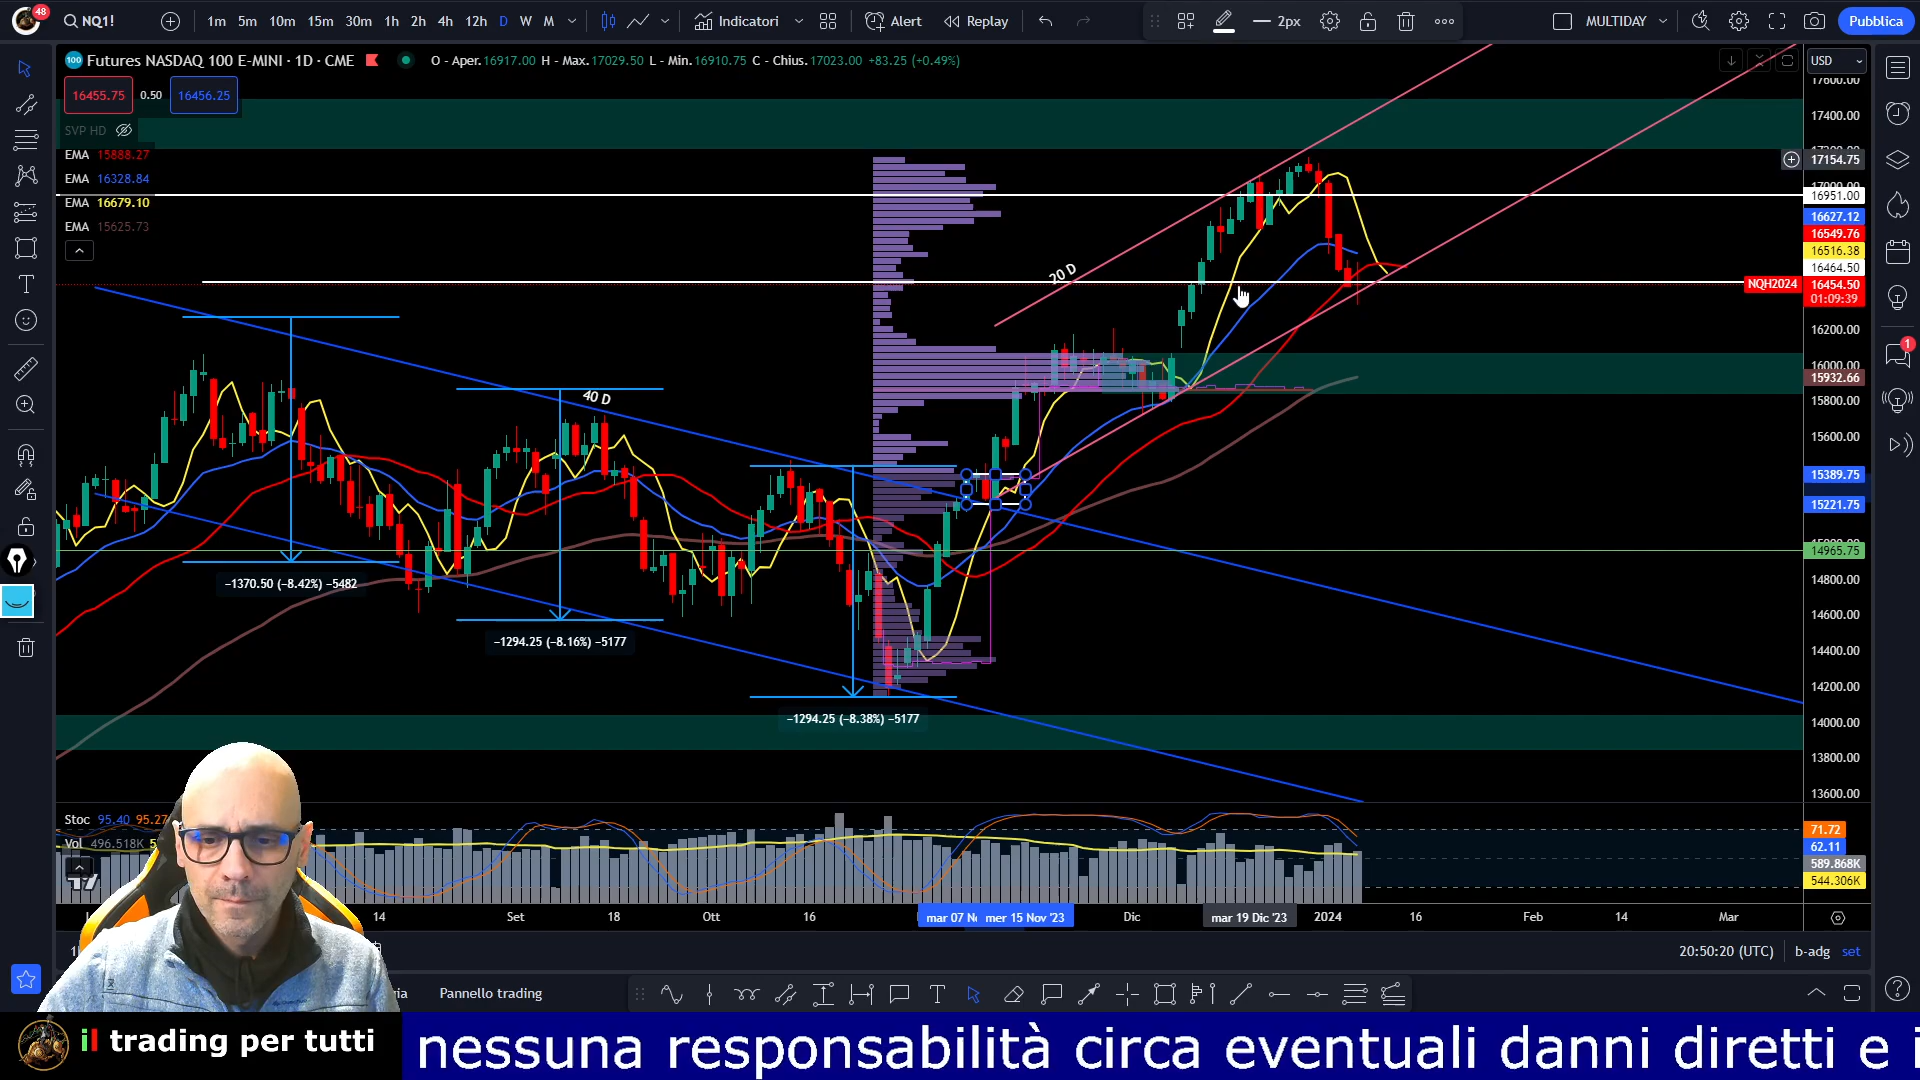 48
NQ1!
1m 5m 10m 15m 30m 1h 2h 4h 12h D W M
Indicatori
Alert
Replay
2px
MULTIDAY
Pubblica
100 Futures NASDAQ 100 E-MINI · 1D · CME
O - Aper.16917.00 H - Max.17029.50 L - Min.16910.75 C - Chius.17023.00 +83.25 (+0.49%)
USD
16455.75 0.50 16456.25
SVP HD
EMA 15888.27
EMA 16328.84
EMA 16679.10
EMA 15625.73
20 D
40 D
−1370.50 (−8.42%) −5482
−1294.25 (−8.16%) −5177
−1294.25 (−8.38%) −5177
17600.00
17400.00
17154.75
17000.00
16951.00
16627.12
16549.76
16516.38
16464.50
NQH2024 16454.50
01:09:39
16200.00
16000.00
15932.66
15800.00
15600.00
15389.75
15221.75
14965.75
14800.00
14600.00
14400.00
14200.00
14000.00
13800.00
13600.00
1
Stoc 95.40 95.27
Vol 496.518K
71.72
62.11
589.868K
544.306K
14 Set 18 Ott 16 mar 07 mer 15 Nov '23 Dic mar 19 Dic '23 2024 16 Feb 14 Mar
20:50:20 (UTC) b-adg set
Pannello trading
il trading per tutti
nessuna responsabilità circa eventuali danni diretti e i